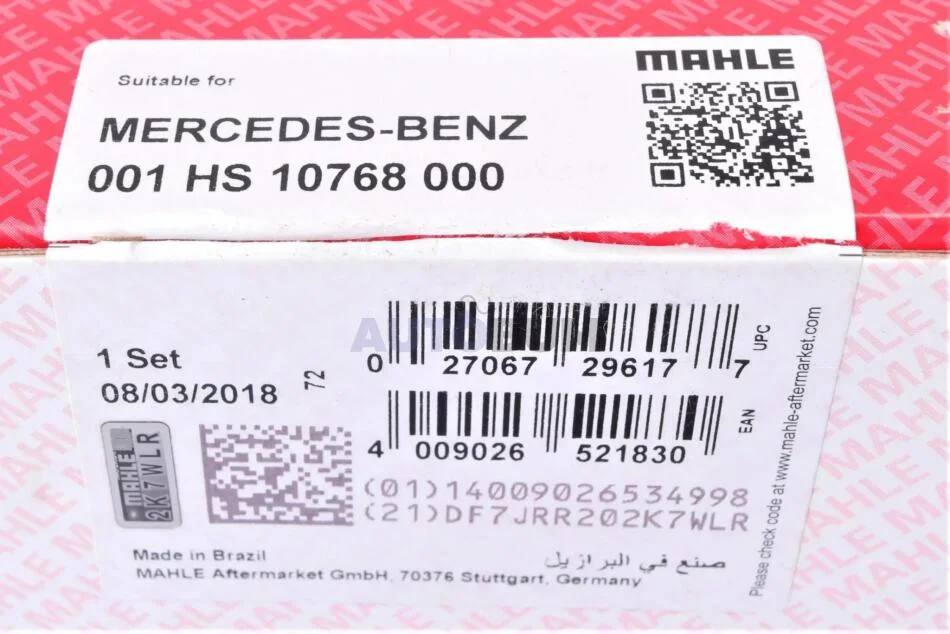 MAHLE
Suitable for
MERCEDES-BENZ
001 HS 10768 000
1 Set
08/03/2018
72
0 27067 29617 7
UPC
4 009026 521830
EAN
MAHLE
2K7WLR
(01)14009026534998
(21)DF7JRR202K7WLR
Made in Brazil
صنع في البرازيل
MAHLE Aftermarket GmbH, 70376 Stuttgart, Germany
Please check code at www.mahle-aftermarket.com